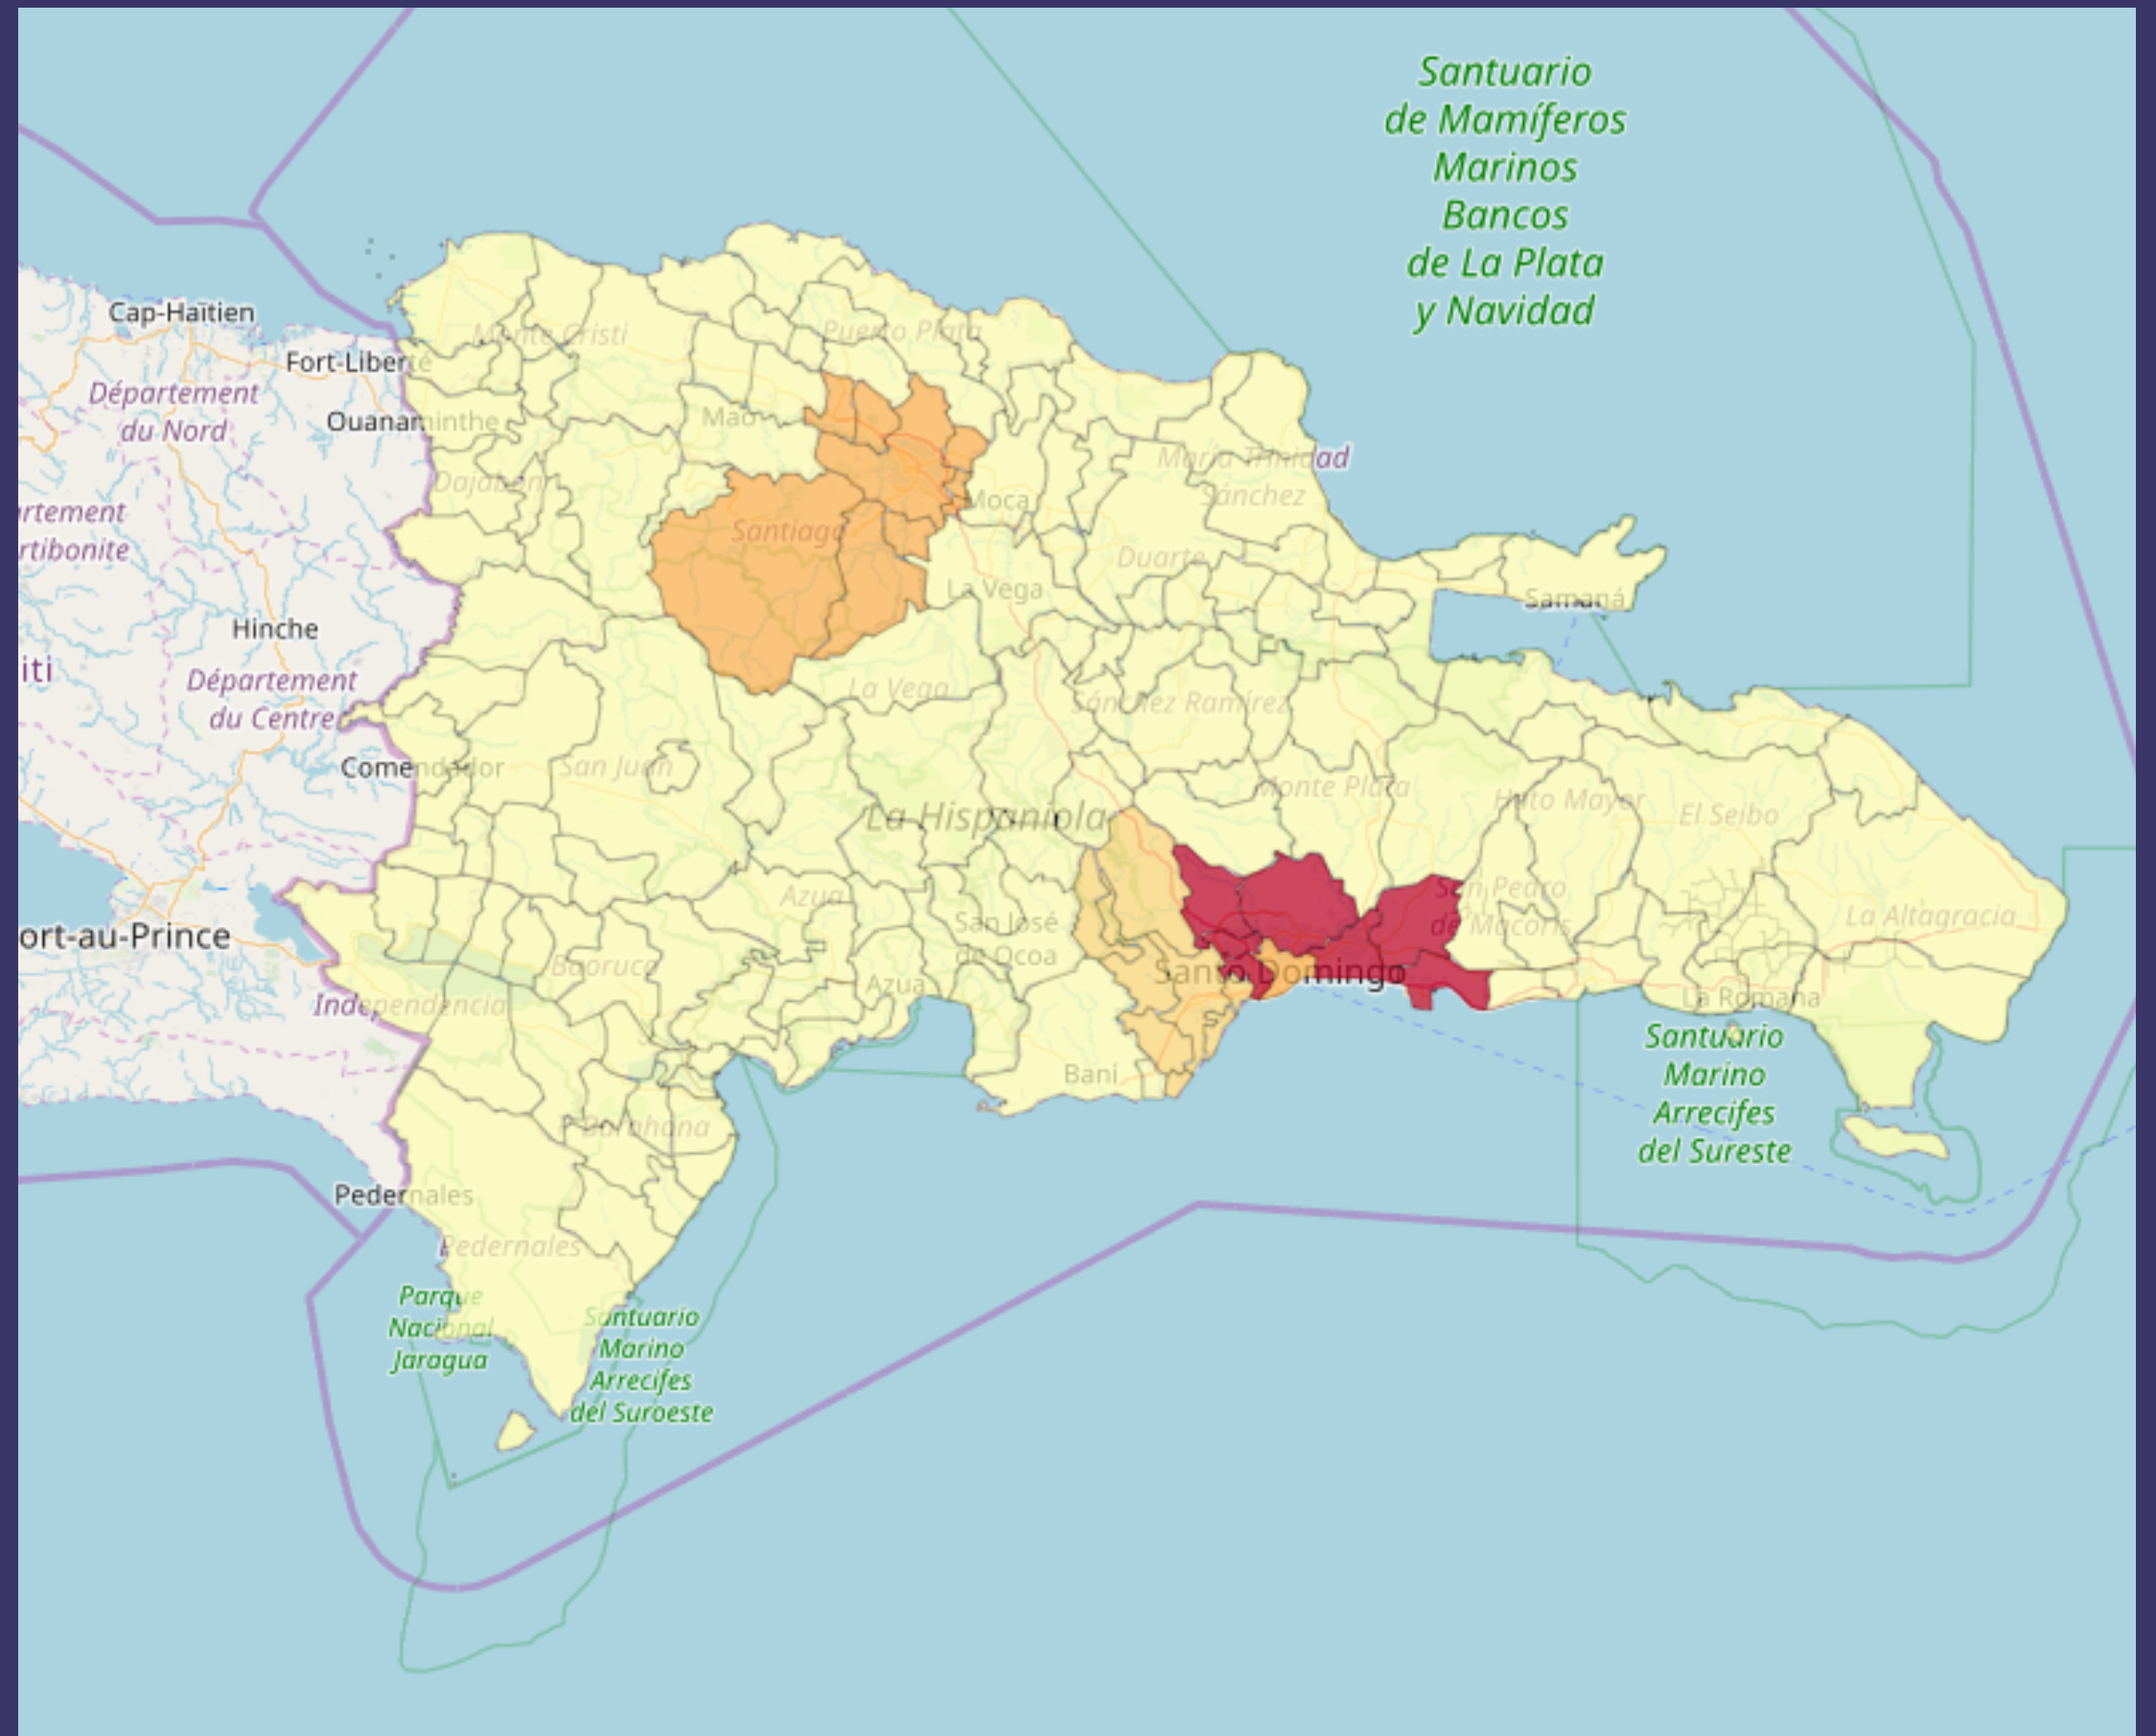 Santuario
de Mamíferos
Marinos
Bancos
de La Plata
y Navidad
Cap-Haïtien
Fort-Liberté
Monte Cristi
Puerto Plata
Département
du Nord
Ouanaminthe
Mao
María Trinidad
Sánchez
Dajabón
Moca
artement
rtibonite
Santiago
Duarte
La Vega
Samaná
Hinche
iti
Département
du Centre
La Vega
Sánchez Ramírez
Comendador
San Juan
Monte Plata
Hato Mayor
El Seibo
La Hispaniola
Azua
San José
de Ocoa
San Pedro
de Macorís
La Altagracia
ort-au-Prince
Baoruco
Azua
Santo Domingo
Independencia
La Romana
Baní
Santuario
Marino
Arrecifes
del Sureste
Barahona
Pedernales
Pedernales
Parque
Nacional
Jaragua
Santuario
Marino
Arrecifes
del Suroeste